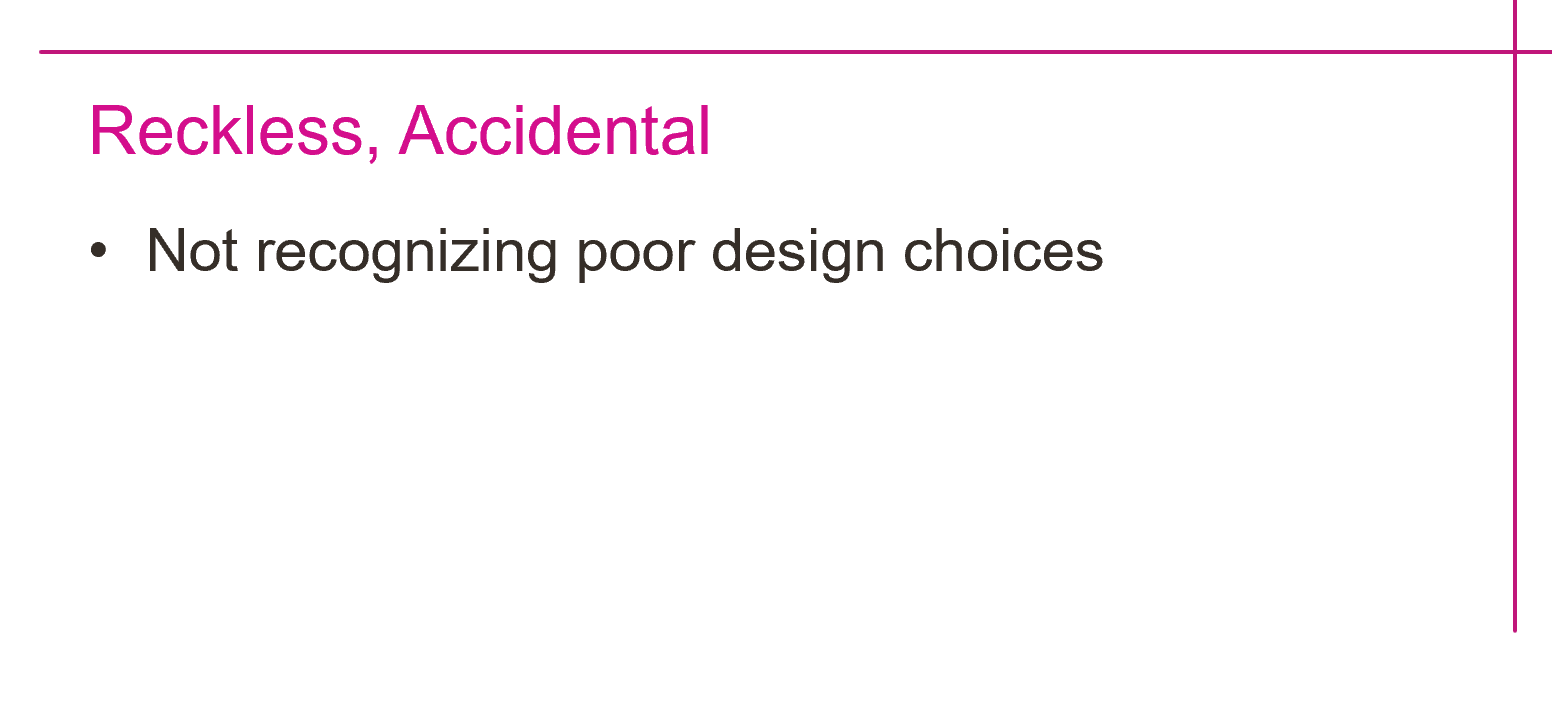 Reckless, Accidental
• Not recognizing poor design choices